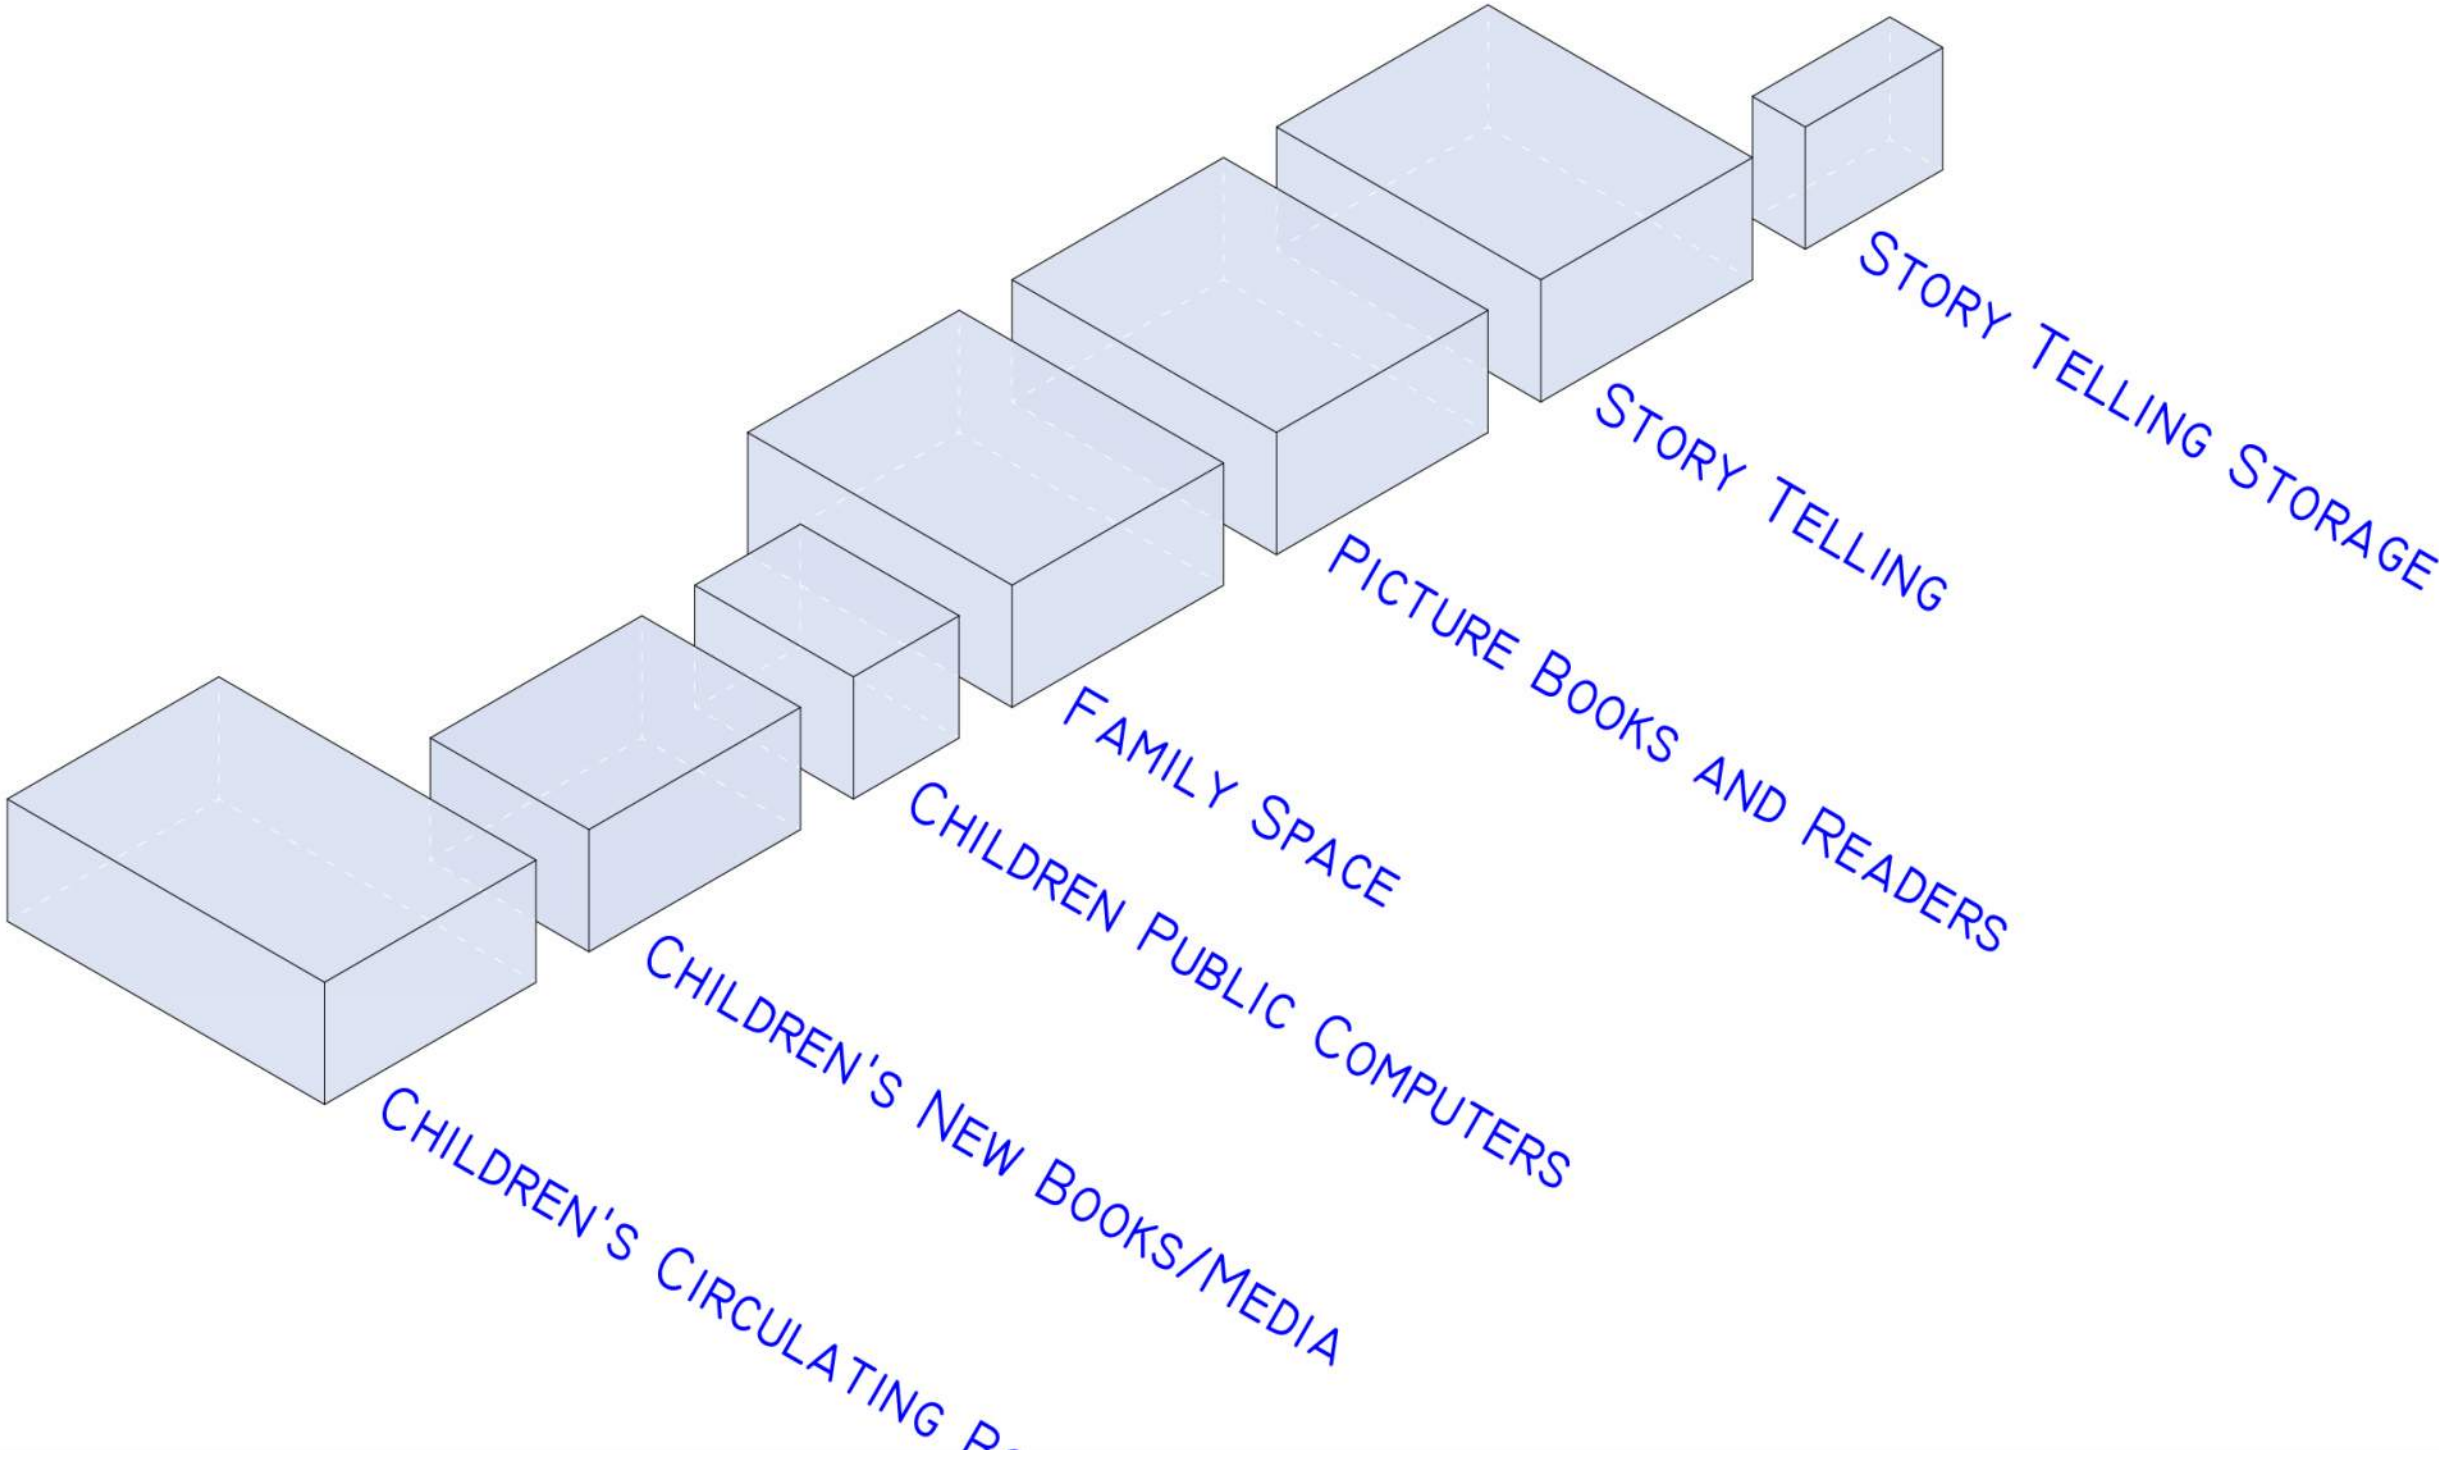 Story Telling Storage
Story Telling
Picture Books and Readers
Family Space
Children Public Computers
Children's New Books/Media
Children's Circulating